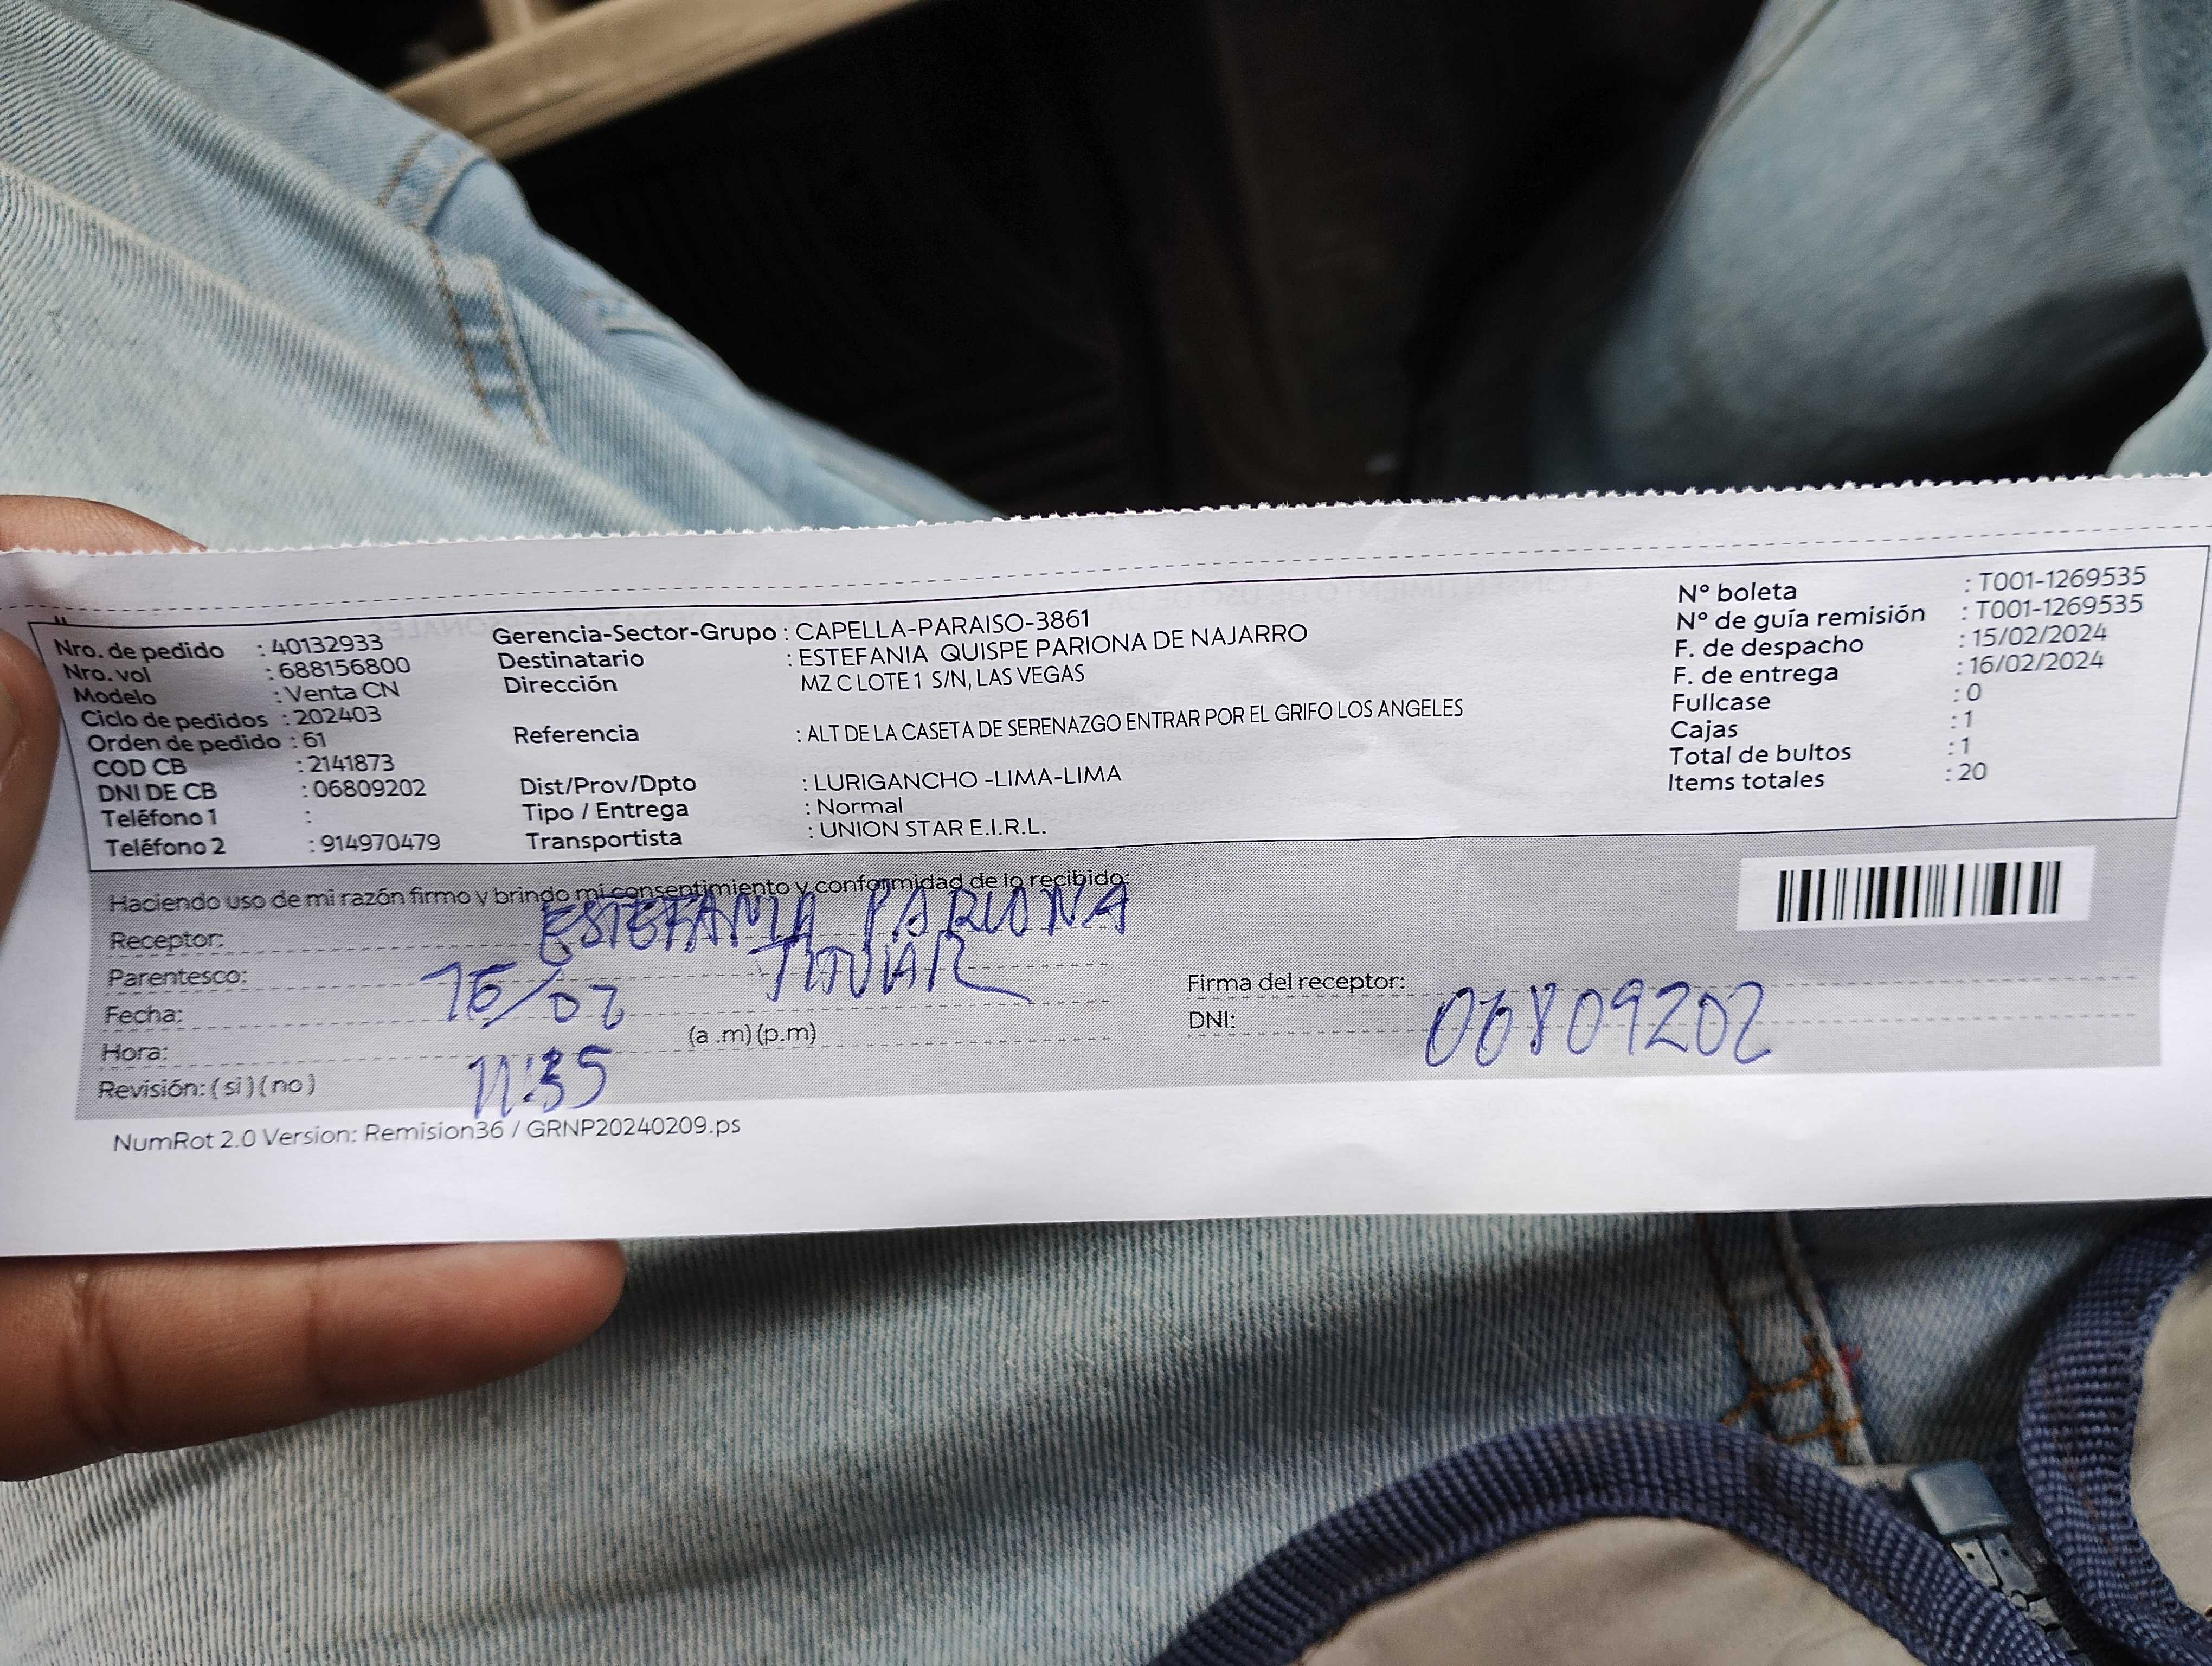 Nro. de pedido : 40132933
Nro. vol : 688156800
Modelo : Venta CN
Ciclo de pedidos : 202403
Orden de pedido : 61
COD CB : 2141873
DNI DE CB : 06809202
Teléfono 1 :
Teléfono 2 : 914970479
Gerencia-Sector-Grupo : CAPELLA-PARAISO-3861
Destinatario : ESTEFANIA QUISPE PARIONA DE NAJARRO
Dirección MZ C LOTE 1 S/N, LAS VEGAS
Referencia : ALT DE LA CASETA DE SERENAZGO ENTRAR POR EL GRIFO LOS ANGELES
Dist/Prov/Dpto : LURIGANCHO -LIMA-LIMA
Tipo / Entrega : Normal
Transportista : UNION STAR E.I.R.L.
N° boleta : T001-1269535
N° de guía remisión : T001-1269535
F. de despacho : 15/02/2024
F. de entrega : 16/02/2024
Fullcase : 0
Cajas : 1
Total de bultos : 1
Items totales : 20
Haciendo uso de mi razón firmo y brindo mi consentimiento y conformidad de lo recibido:
Receptor: ESTEFANIA PARIONA
Parentesco: TITULAR
Fecha: 16/02
Hora: 11:35 (a .m) (p.m)
Revisión: ( si ) ( no )
Firma del receptor:
DNI: 06809202
NumRot 2.0 Version: Remision36 / GRNP20240209.ps